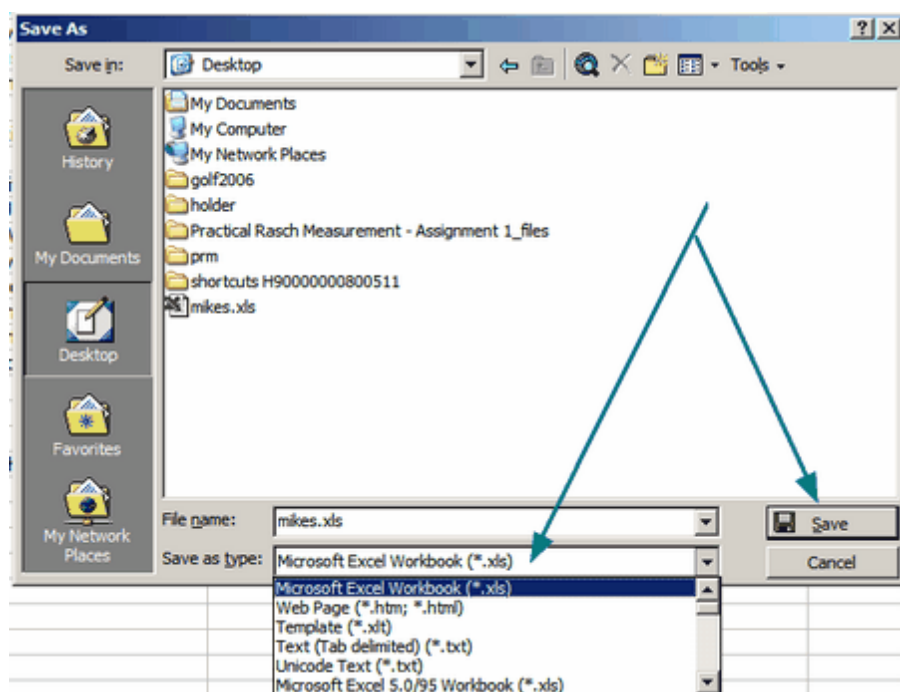 Save As
Save in:
Desktop
Tools
History
My Documents
Desktop
Favorites
My Network
Places
My Documents
My Computer
My Network Places
golf2006
holder
Practical Rasch Measurement - Assignment 1_files
prm
shortcuts H90000000800511
mikes.xls
File name:
mikes.xls
Save
Save as type:
Microsoft Excel Workbook (*.xls)
Cancel
Microsoft Excel Workbook (*.xls)
Web Page (*.htm; *.html)
Template (*.xlt)
Text (Tab delimited) (*.txt)
Unicode Text (*.txt)
Microsoft Excel 5.0/95 Workbook (*.xls)